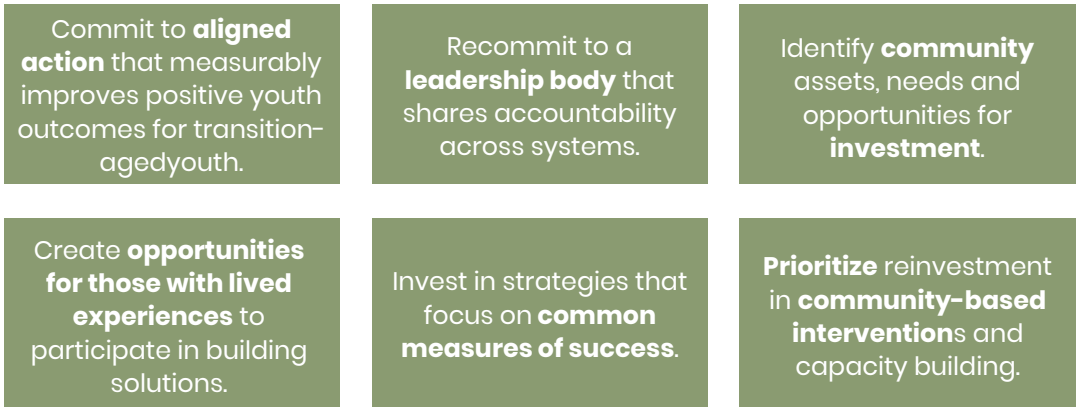 Commit to aligned
action that measurably
improves positive youth
outcomes for transition-
agedyouth.
Recommit to a
leadership body that
shares accountability
across systems.
Identify community
assets, needs and
opportunities for
investment.
Create opportunities
for those with lived
experiences to
participate in building
solutions.
Invest in strategies that
focus on common
measures of success.
Prioritize reinvestment
in community-based
interventions and
capacity building.